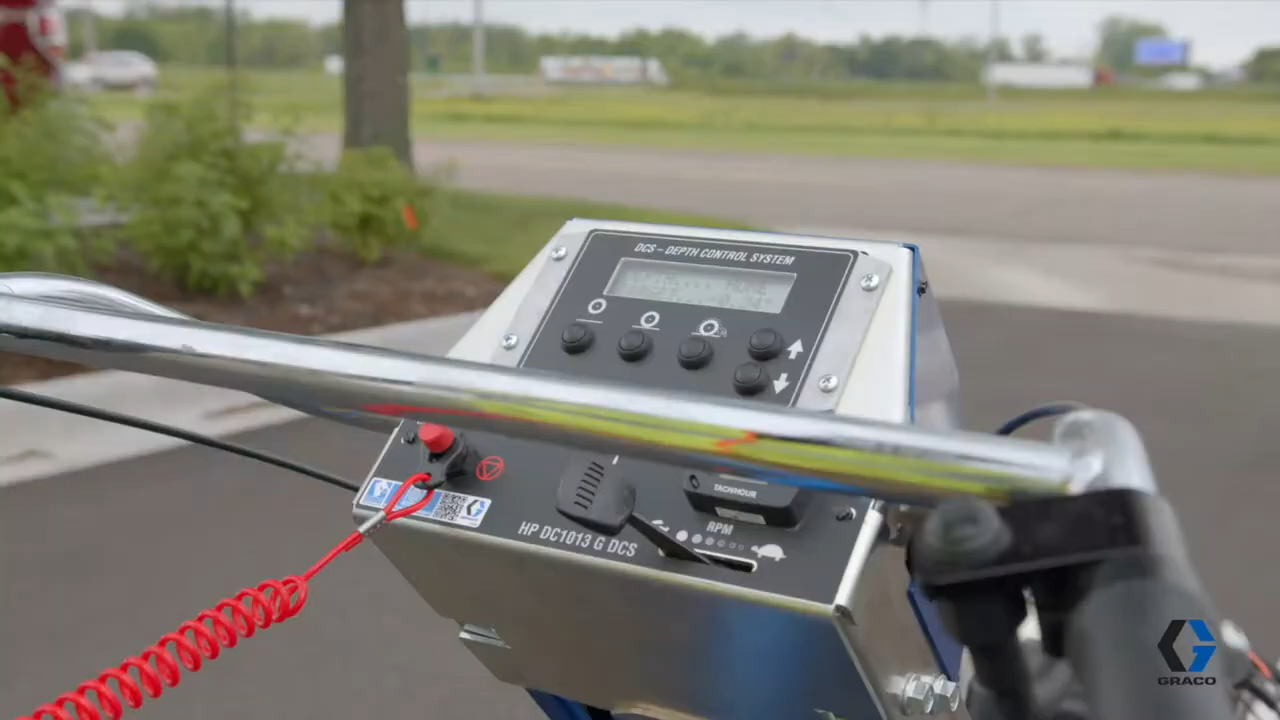 DCS – DEPTH CONTROL SYSTEM
TACH/HOUR
RPM
HP DC1013 G DCS
GRACO